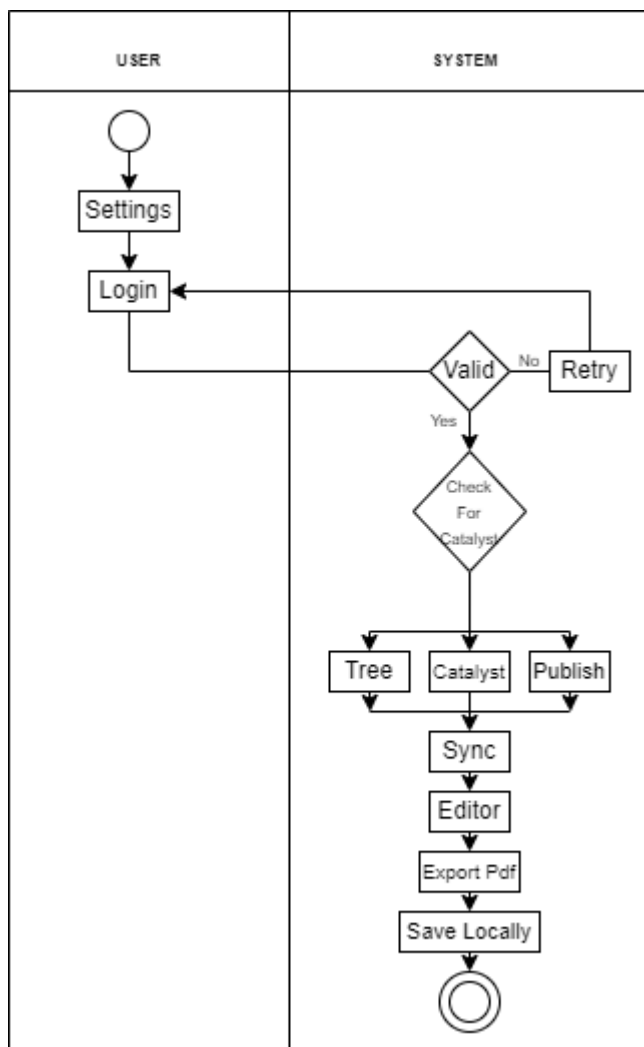 USER
SYSTEM
Settings
Login
Valid
No
Retry
Yes
Check
For
Catalyst
Tree
Catalyst
Publish
Sync
Editor
Export Pdf
Save Locally